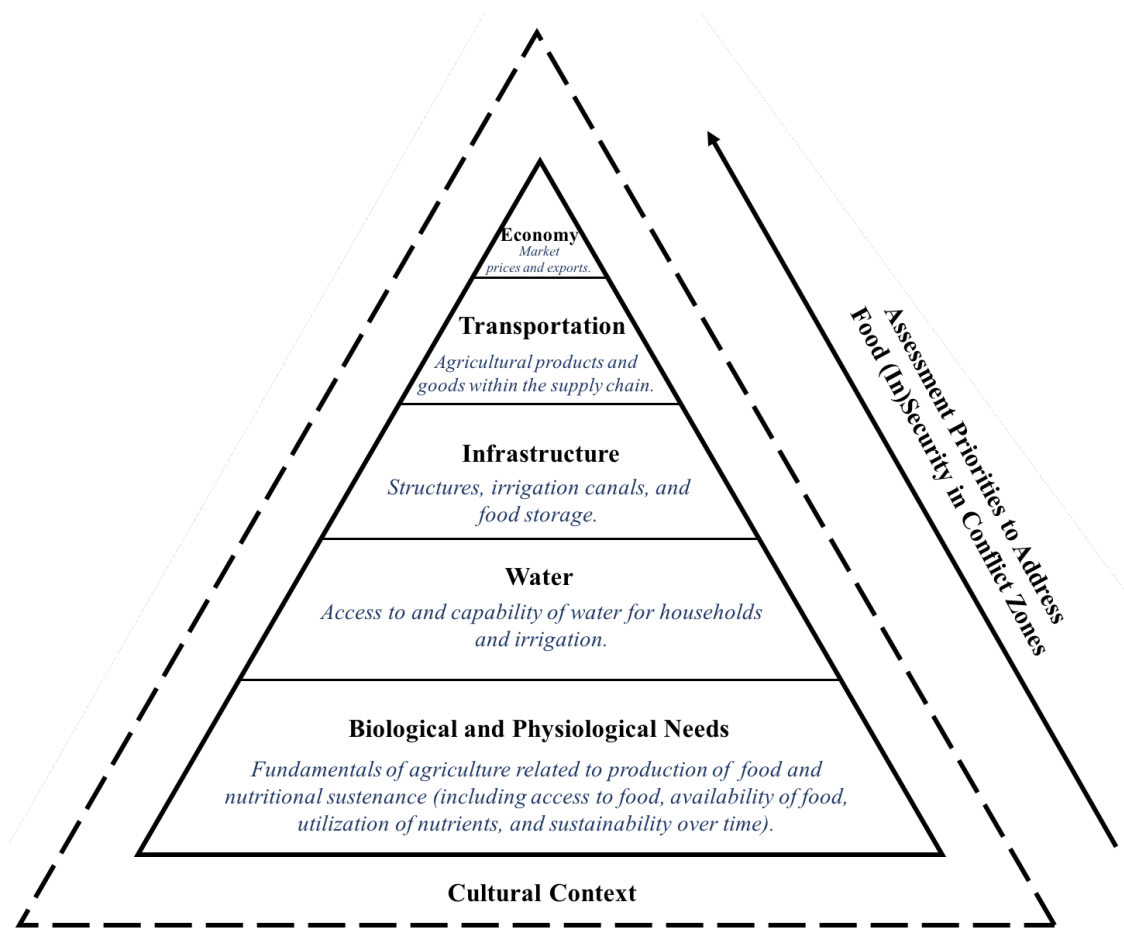 Economy
Market
prices and exports.
Transportation
Agricultural products and
goods within the supply chain.
Infrastructure
Structures, irrigation canals, and
food storage.
Water
Access to and capability of water for households
and irrigation.
Biological and Physiological Needs
Fundamentals of agriculture related to production of food and
nutritional sustenance (including access to food, availability of food,
utilization of nutrients, and sustainability over time).
Cultural Context
Assessment Priorities to Address
Food (In)Security in Conflict Zones